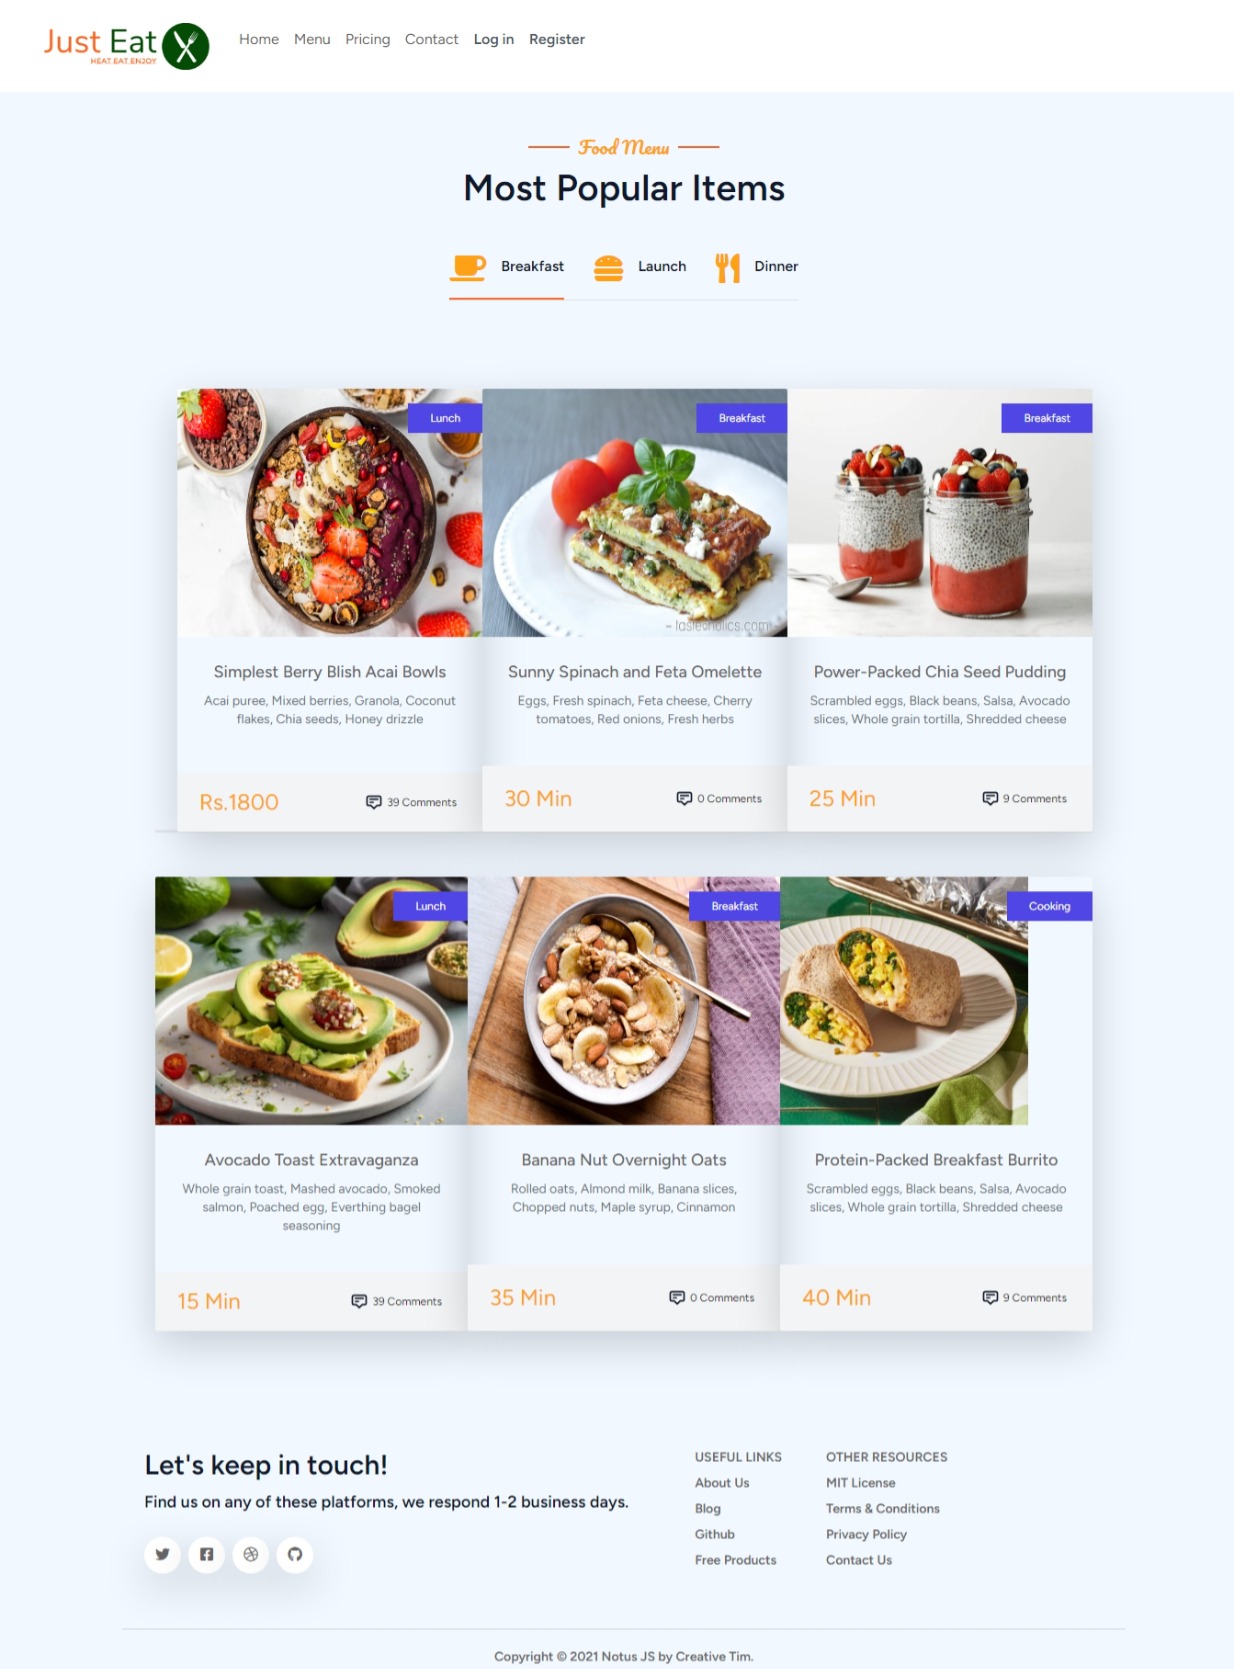 Just Eat
HEAT.EAT.ENJOY
Home Menu Pricing Contact Log in Register
Food Menu
Most Popular Items
Breakfast Launch Dinner
Lunch Breakfast Breakfast
~ tasteaholics.com ~
Simplest Berry Blish Acai Bowls
Acai puree, Mixed berries, Granola, Coconut
flakes, Chia seeds, Honey drizzle
Rs.1800 39 Comments
Sunny Spinach and Feta Omelette
Eggs, Fresh spinach, Feta cheese, Cherry
tomatoes, Red onions, Fresh herbs
30 Min 0 Comments
Power-Packed Chia Seed Pudding
Scrambled eggs, Black beans, Salsa, Avocado
slices, Whole grain tortilla, Shredded cheese
25 Min 9 Comments
Lunch Breakfast Cooking
Avocado Toast Extravaganza
Whole grain toast, Mashed avocado, Smoked
salmon, Poached egg, Everthing bagel
seasoning
15 Min 39 Comments
Banana Nut Overnight Oats
Rolled oats, Almond milk, Banana slices,
Chopped nuts, Maple syrup, Cinnamon
35 Min 0 Comments
Protein-Packed Breakfast Burrito
Scrambled eggs, Black beans, Salsa, Avocado
slices, Whole grain tortilla, Shredded cheese
40 Min 9 Comments
Let's keep in touch!
Find us on any of these platforms, we respond 1-2 business days.
USEFUL LINKS
About Us
Blog
Github
Free Products
OTHER RESOURCES
MIT License
Terms & Conditions
Privacy Policy
Contact Us
Copyright © 2021 Notus JS by Creative Tim.